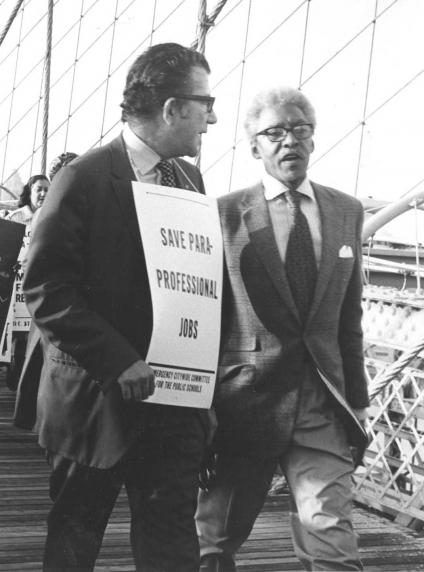 SAVE PARA-
PROFESSIONAL
JOBS
EMERGENCY CITYWIDE COMMITTEE
FOR THE PUBLIC SCHOOLS